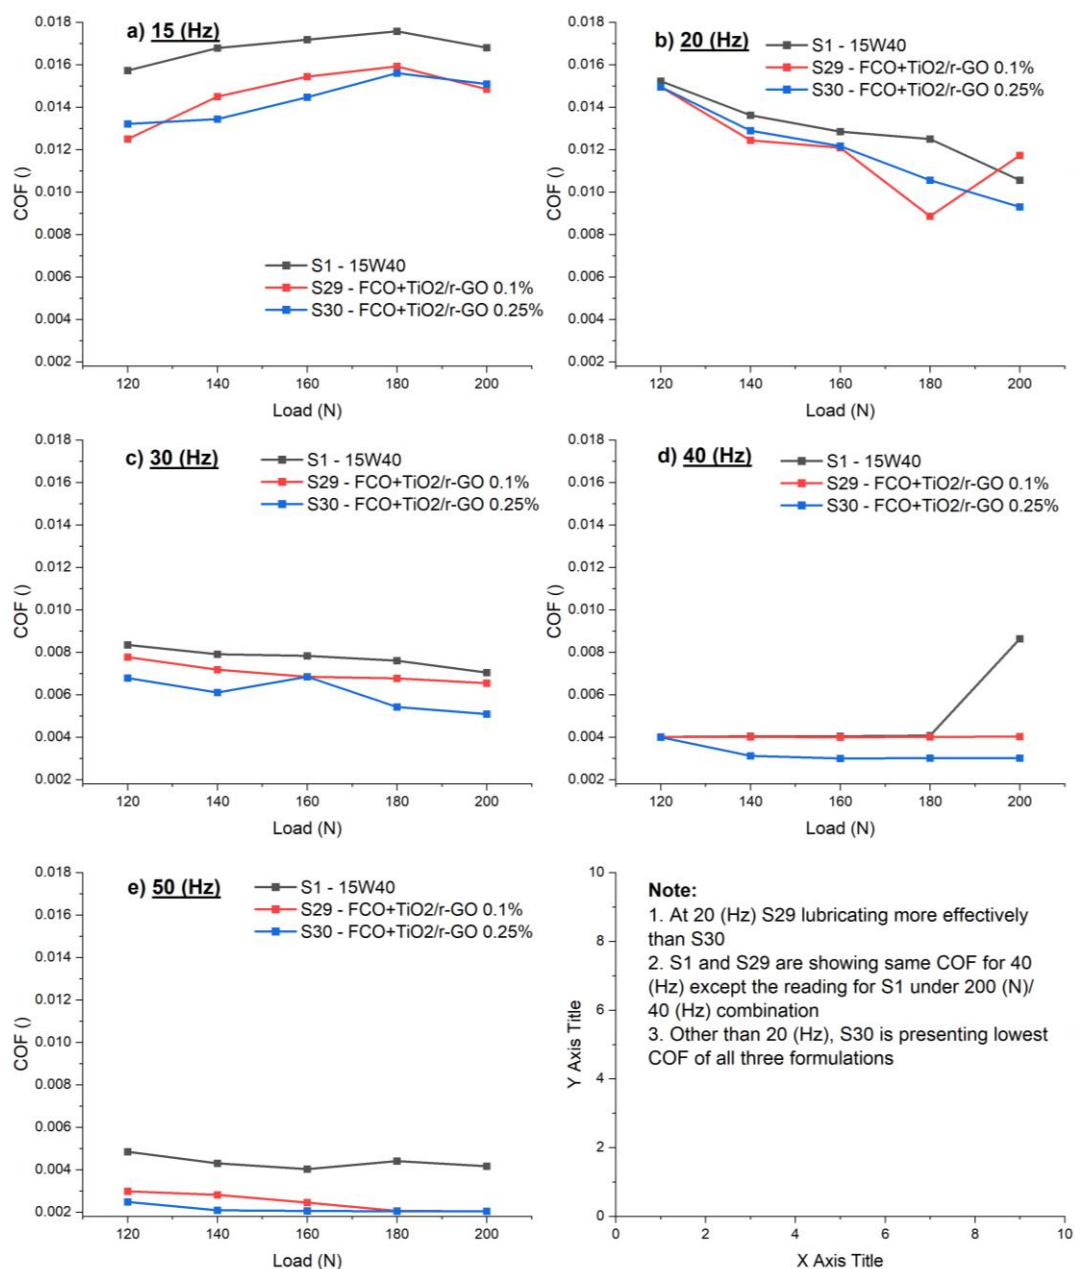 a) 15 (Hz)
0.018
0.016
0.014
0.012
0.010
0.008
0.006
0.004
0.002
COF ()
S1 - 15W40
S29 - FCO+TiO2/r-GO 0.1%
S30 - FCO+TiO2/r-GO 0.25%
120 140 160 180 200
Load (N)
b) 20 (Hz)
0.018
0.016
0.014
0.012
0.010
0.008
0.006
0.004
0.002
COF ()
S1 - 15W40
S29 - FCO+TiO2/r-GO 0.1%
S30 - FCO+TiO2/r-GO 0.25%
120 140 160 180 200
Load (N)
c) 30 (Hz)
0.018
0.016
0.014
0.012
0.010
0.008
0.006
0.004
0.002
COF ()
S1 - 15W40
S29 - FCO+TiO2/r-GO 0.1%
S30 - FCO+TiO2/r-GO 0.25%
120 140 160 180 200
Load (N)
d) 40 (Hz)
0.018
0.016
0.014
0.012
0.010
0.008
0.006
0.004
0.002
COF ()
S1 - 15W40
S29 - FCO+TiO2/r-GO 0.1%
S30 - FCO+TiO2/r-GO 0.25%
120 140 160 180 200
Load (N)
e) 50 (Hz)
0.018
0.016
0.014
0.012
0.010
0.008
0.006
0.004
0.002
COF ()
S1 - 15W40
S29 - FCO+TiO2/r-GO 0.1%
S30 - FCO+TiO2/r-GO 0.25%
120 140 160 180 200
Load (N)
10
8
6
4
2
0
Y Axis Title
Note:
1. At 20 (Hz) S29 lubricating more effectively
than S30
2. S1 and S29 are showing same COF for 40
(Hz) except the reading for S1 under 200 (N)/
40 (Hz) combination
3. Other than 20 (Hz), S30 is presenting lowest
COF of all three formulations
0 2 4 6 8 10
X Axis Title